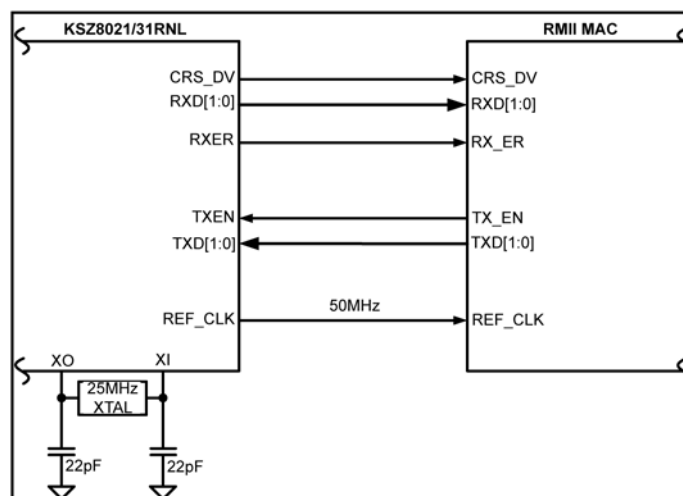 KSZ8021/31RNL
RMII MAC
CRS_DV
CRS_DV
RXD[1:0]
RXD[1:0]
RXER
RX_ER
TXEN
TX_EN
TXD[1:0]
TXD[1:0]
50MHz
REF_CLK
REF_CLK
XO
XI
25MHz
XTAL
22pF
22pF